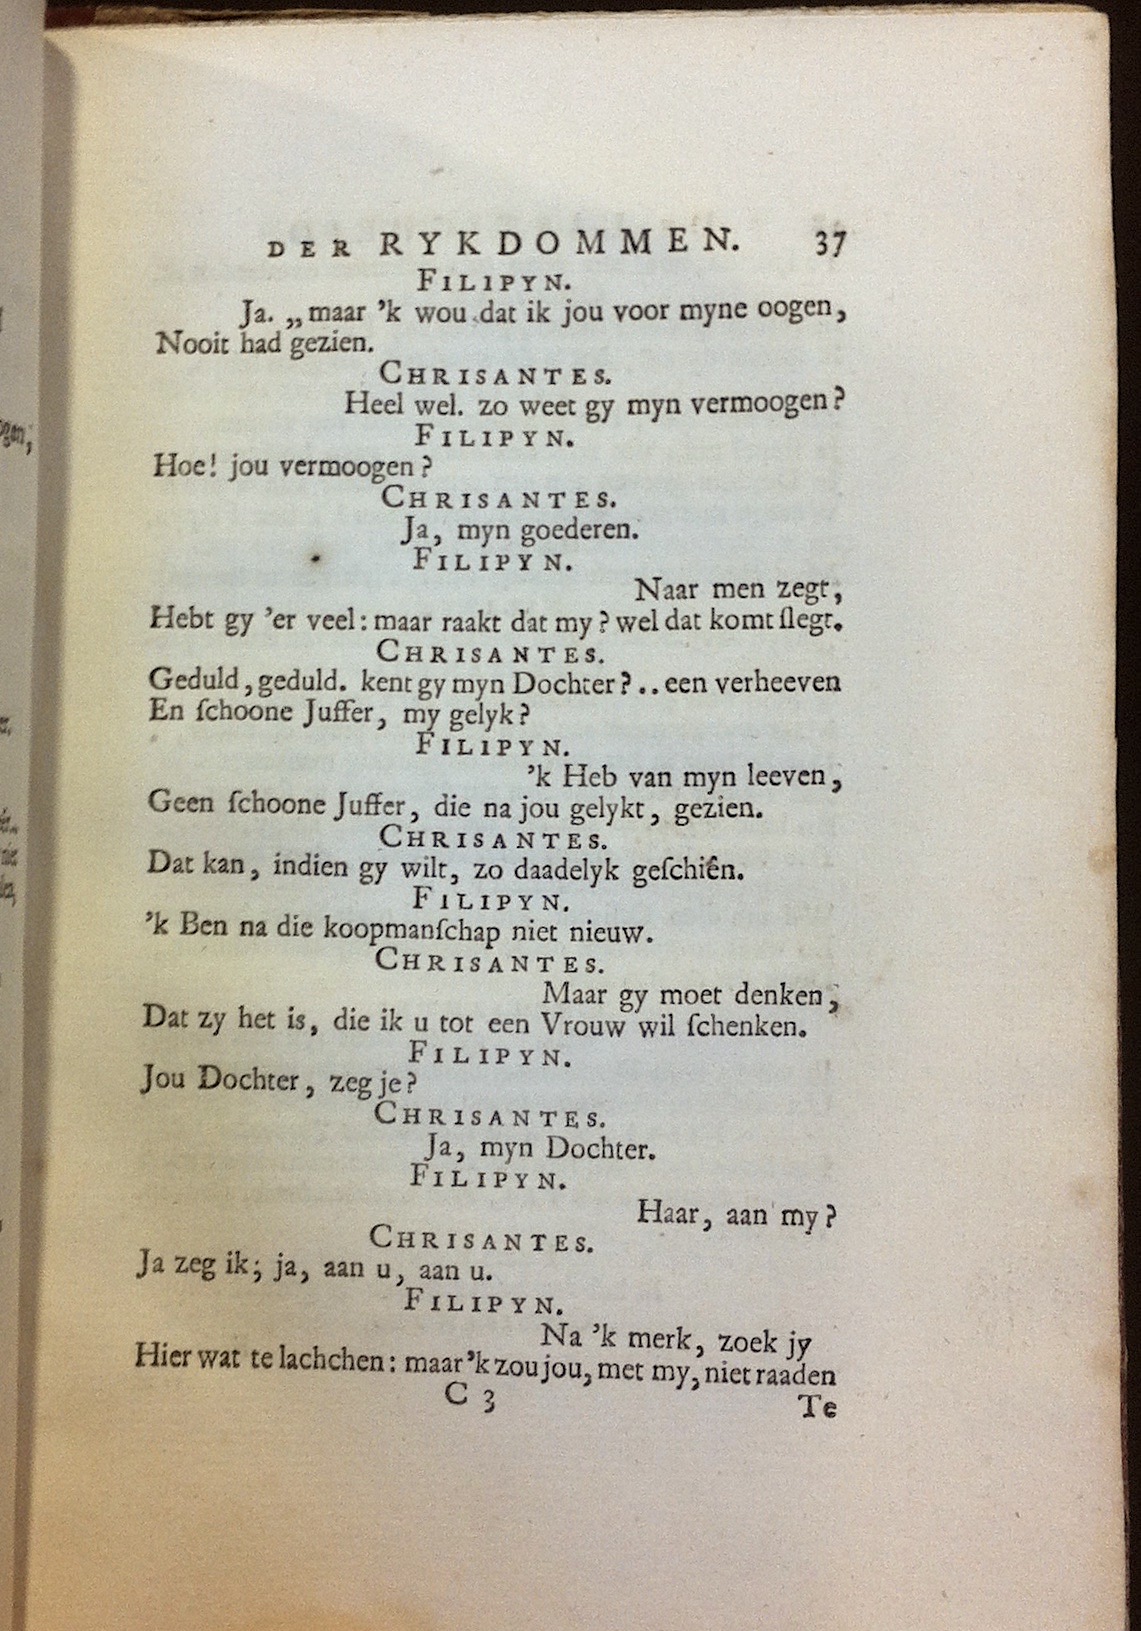 DER RYKDOMMEN. 37
FILIPYN.
Ja. „maar 'k wou dat ik jou voor myne oogen,
Nooit had gezien.
CHRISANTES.
Heel wel. zo weet gy myn vermoogen?
FILIPYN.
Hoe! jou vermoogen?
CHRISANTES.
Ja, myn goederen.
FILIPYN.
Naar men zegt,
Hebt gy 'er veel: maar raakt dat my? wel dat komt ſlegt.
CHRISANTES.
Geduld, geduld. kent gy myn Dochter? .. een verheeven
En ſchoone Juffer, my gelyk?
FILIPYN.
'k Heb van myn leeven,
Geen ſchoone Juffer, die na jou gelykt, gezien.
CHRISANTES.
Dat kan, indien gy wilt, zo daadelyk geſchiên.
FILIPYN.
'k Ben na die koopmanſchap niet nieuw.
CHRISANTES.
Maar gy moet denken,
Dat zy het is, die ik u tot een Vrouw wil ſchenken.
FILIPYN.
Jou Dochter, zeg je?
CHRISANTES.
Ja, myn Dochter.
FILIPYN.
Haar, aan my?
CHRISANTES.
Ja zeg ik; ja, aan u, aan u.
FILIPYN.
Na 'k merk, zoek jy
Hier wat te lachchen: maar 'k zou jou, met my, niet raaden
C 3 Te